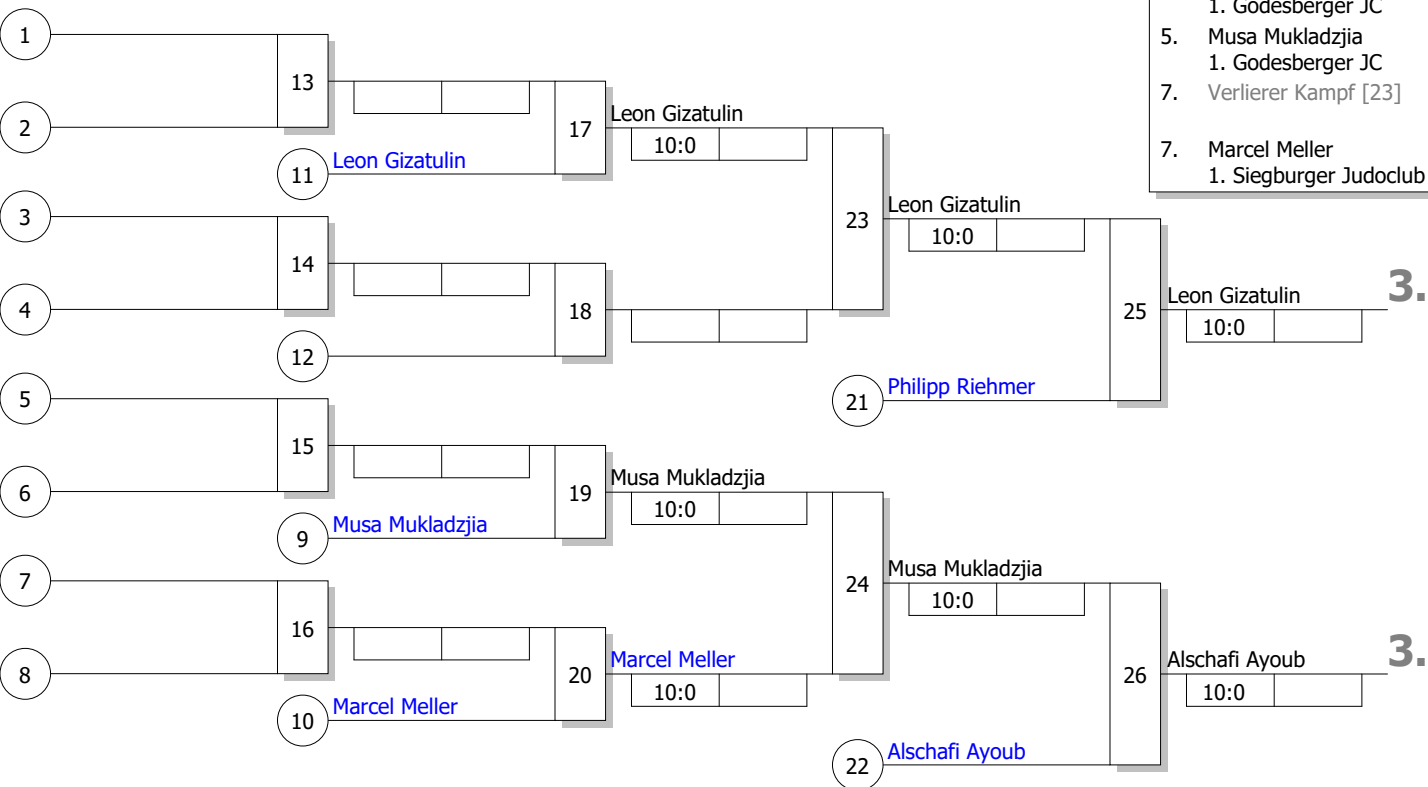 1. Godesberger JC
5. Musa Mukladzjia
1. Godesberger JC
7. Verlierer Kampf [23]
7. Marcel Meller
1. Siegburger Judoclub
1
13
2
17
Leon Gizatulin
10:0
11
Leon Gizatulin
3
23
Leon Gizatulin
10:0
14
4
18
12
25
Leon Gizatulin
3.
10:0
5
21
Philipp Riehmer
15
6
19
Musa Mukladzjia
10:0
9
Musa Mukladzjia
7
24
Musa Mukladzjia
10:0
16
8
20
Marcel Meller
10:0
10
Marcel Meller
26
Alschafi Ayoub
3.
10:0
22
Alschafi Ayoub